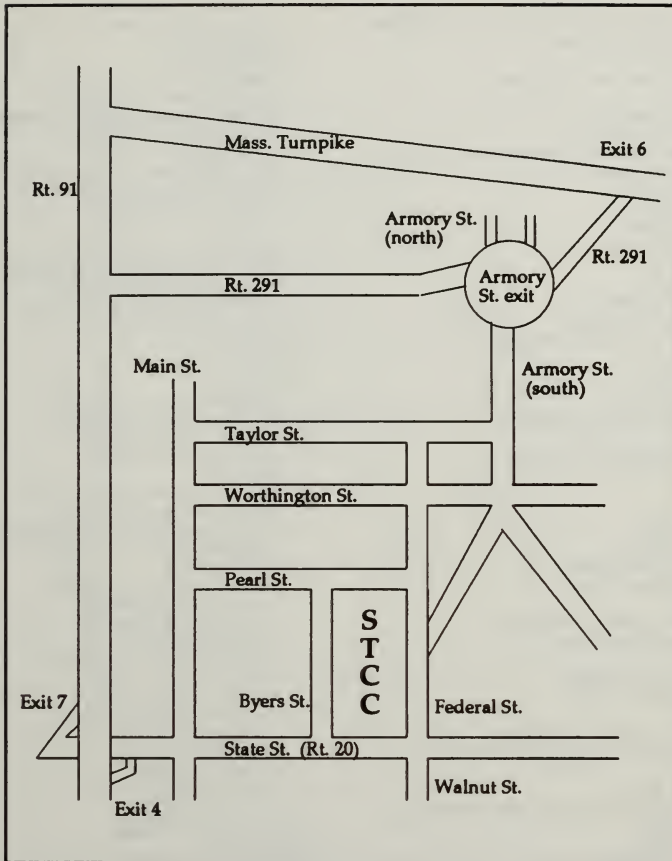 Mass. Turnpike
Exit 6
Rt. 91
Armory St.
(north)
Rt. 291
Armory
St. exit
Rt. 291
Main St.
Armory St.
(south)
Taylor St.
Worthington St.
Pearl St.
S
T
C
C
Exit 7
Byers St.
Federal St.
State St. (Rt. 20)
Walnut St.
Exit 4